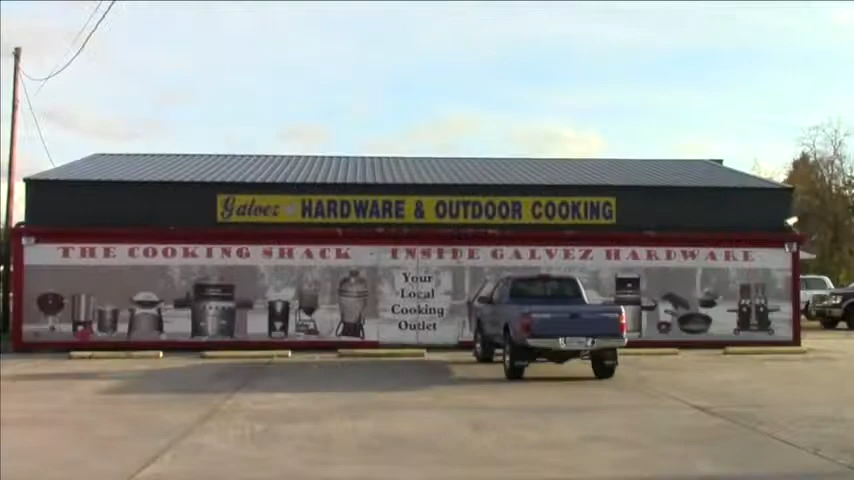 Galvez HARDWARE & OUTDOOR COOKING
THE COOKING SHACK INSIDE GALVEZ HARDWARE
Your
Local
Cooking
Outlet